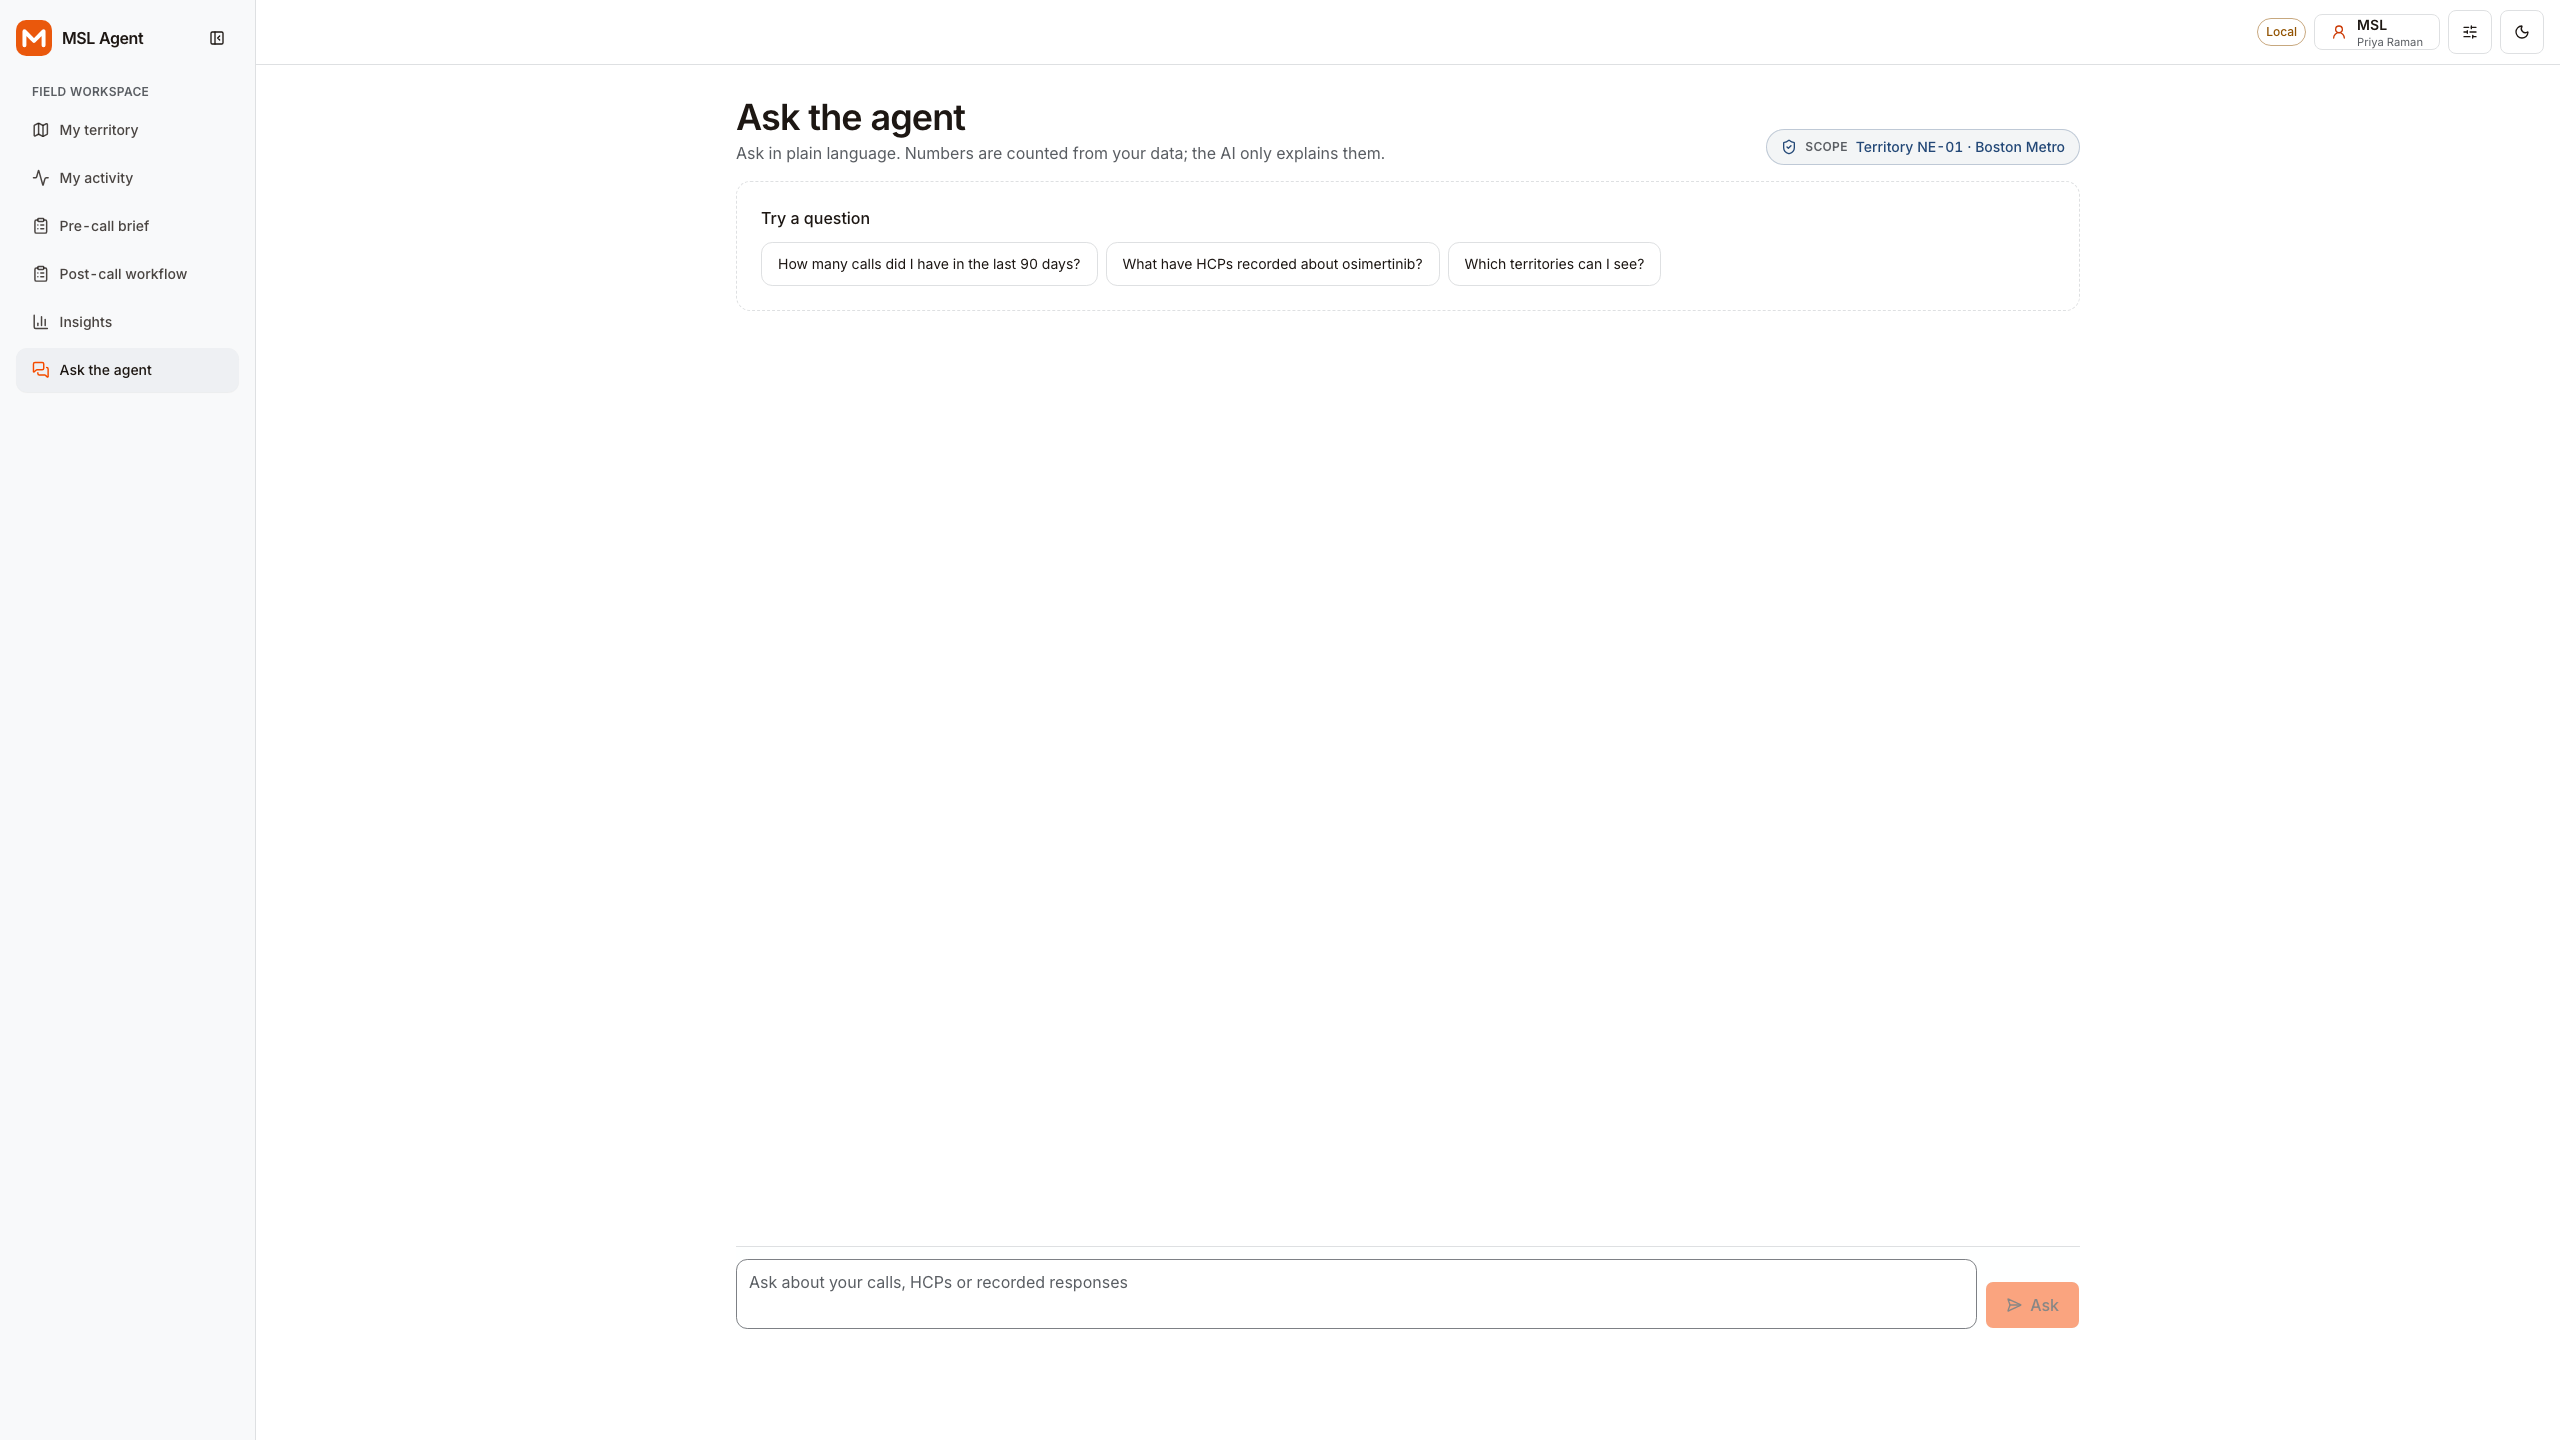 MSL Agent
FIELD WORKSPACE
My territory
My activity
Pre-call brief
Post-call workflow
Insights
Ask the agent
Local
MSL
Priya Raman
Ask the agent
Ask in plain language. Numbers are counted from your data; the AI only explains them.
SCOPE Territory NE-01 · Boston Metro
Try a question
How many calls did I have in the last 90 days?
What have HCPs recorded about osimertinib?
Which territories can I see?
Ask about your calls, HCPs or recorded responses
Ask